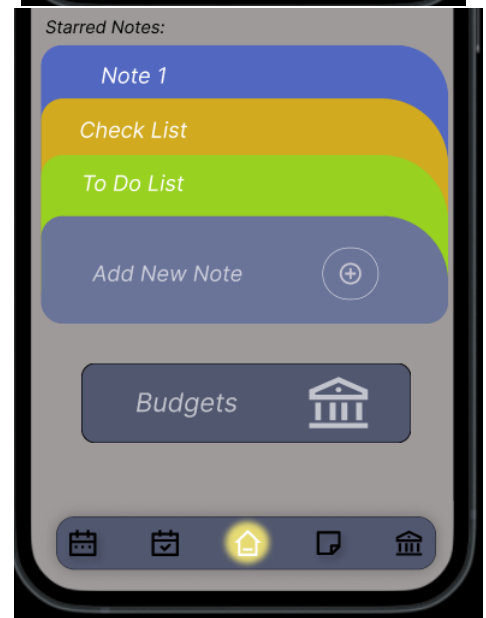 Starred Notes:
Note 1
Check List
To Do List
Add New Note
Budgets